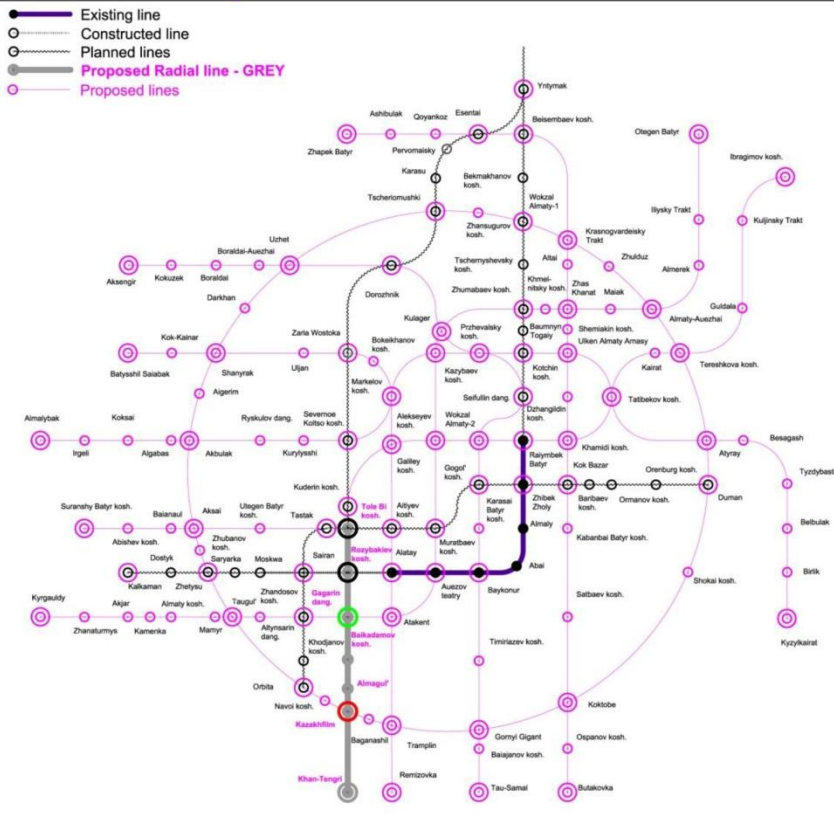 Existing line
Constructed line
Planned lines
Proposed Radial line - GREY
Proposed lines
Yntymak
Ashibulak
Qoyankoz
Esentai
Beisembaev kosh.
Otegen Batyr
Zhapek Batyr
Pervomaisky
Ibragimov kosh.
Karasu
Bekmakhanov
kosh.
Tscheriomushki
Wokzal
Almaty-1
Zhansugurov
kosh.
Iliysky Trakt
Kuljinsky Trakt
Krasnogvardeisky
Trakt
Uzhet
Boraldai-Auezhai
Tschernyshevsky
kosh.
Altai
Zhulduz
Aksengir
Kokuzek
Boraldai
Dorozhnik
Khmel-
nitsky kosh.
Almerek
Zhumabaev kosh.
Zhas
Khanat
Maiak
Darkhan
Guldala
Almaty-Auezhai
Kulager
Przhevalsky
kosh.
Baumnyn
Togaiy
Shemiakin kosh.
Zaria Wostoka
Kok-Kainar
Bokeikhanov
kosh.
Ulken Almaty Arnasy
Batysshil Saiabak
Shanyrak
Uljan
Kazybaev
kosh.
Kotchin
kosh.
Kairat
Tereshkova kosh.
Markelov
kosh.
Aigerim
Seifullin dang.
Tatibekov kosh.
Almalybak
Koksai
Ryskulov dang.
Severnoe
Koltso kosh.
Alekseyev
kosh.
Wokzal
Almaty-2
Dzhangildin
kosh.
Irgeli
Algabas
Akbulak
Kurylysshi
Galiley
kosh.
Raiymbek
Batyr
Khamidi kosh.
Atyray
Besagash
Gogol'
kosh.
Kok Bazar
Orenburg kosh.
Tyzdybast
Kuderin kosh.
Karasai
Batyr
kosh.
Zhibek
Zholy
Baribaev
kosh.
Ormanov kosh.
Duman
Suranshy Batyr kosh.
Baianaul
Aksai
Utegen Batyr
kosh.
Tastak
Tole Bi
kosh.
Aitiyev
kosh.
Abishev kosh.
Almaly
Belbulak
Zhubanov
kosh.
Muratbaev
kosh.
Kabanbai Batyr kosh.
Dostyk
Saryarka
Moskwa
Sairan
Rozybakiev
kosh.
Alatay
Abai
Kalkaman
Zhetysu
Zhandosov
kosh.
Gagarin
dang.
Auezov
teatry
Baykonur
Satbaev kosh.
Shokai kosh.
Birlik
Kyrgauldy
Akjar
Almaty kosh.
Taugul'
Zhanaturmys
Kamenka
Mamyr
Altynsarin
dang.
Balkadamov
kosh.
Atakent
Khodjanov
kosh.
Timiriazev kosh.
Kyzylkairat
Orbita
Almagul'
Navoi kosh.
Koktobe
Kazakhfilm
Baganashil
Tramplin
Gornyi Gigant
Ospanov kosh.
Baiajanov kosh.
Khan-Tengri
Remizovka
Tau-Samal
Butakovka